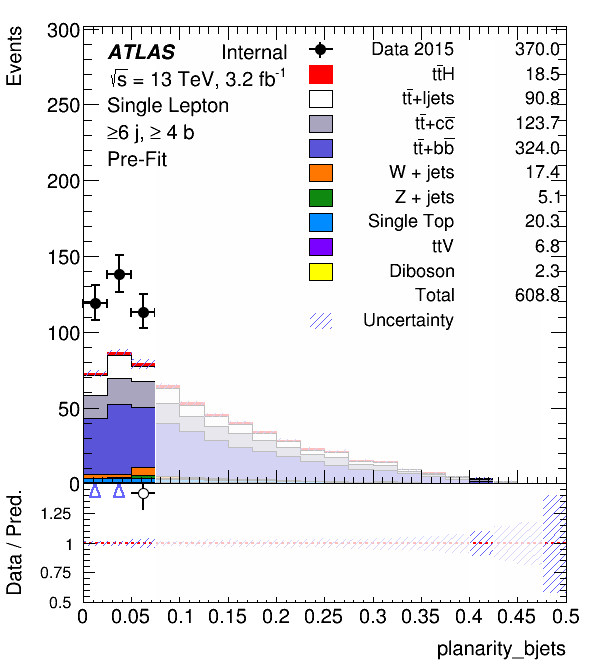 Events
300
250
200
150
100
50
0
ATLAS Internal
√s = 13 TeV, 3.2 fb⁻¹
Single Lepton
≥6 j, ≥ 4 b
Pre-Fit
Data 2015 370.0
tt̄H 18.5
tt̄+ljets 90.8
tt̄+cc̄ 123.7
tt̄+bb̄ 324.0
W + jets 17.4
Z + jets 5.1
Single Top 20.3
ttV 6.8
Diboson 2.3
Total 608.8
Uncertainty
Data / Pred.
1.25
1
0.75
0.5
0 0.05 0.1 0.15 0.2 0.25 0.3 0.35 0.4 0.45 0.5
planarity_bjets